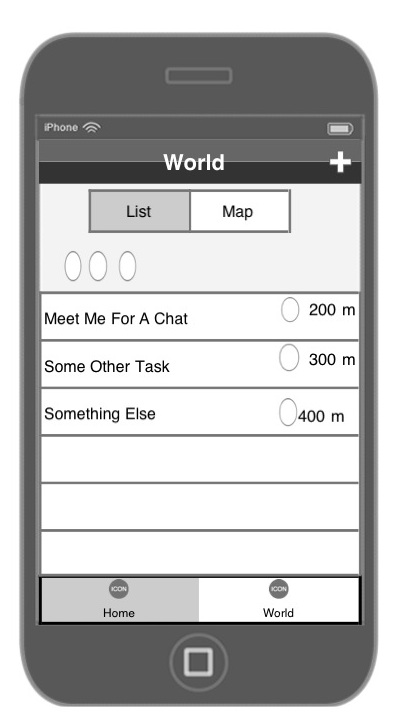 iPhone
World
List Map
Meet Me For A Chat 200 m
Some Other Task 300 m
Something Else 400 m
ICON ICON
Home World